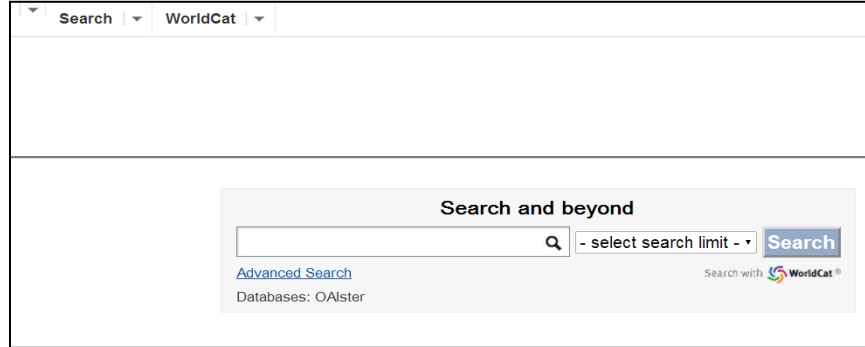 Search WorldCat
Search and beyond
- select search limit - Search
Advanced Search
Search with WorldCat®
Databases: OAIster